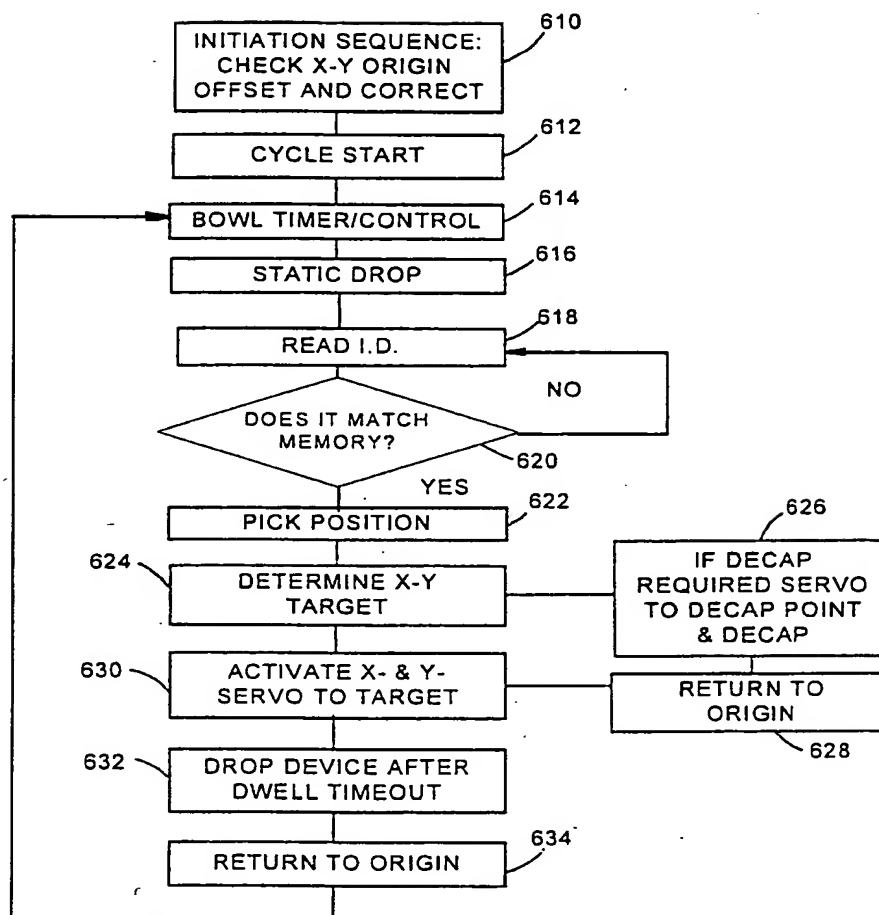 INITIATION SEQUENCE:
CHECK X-Y ORIGIN
OFFSET AND CORRECT
610
CYCLE START
612
BOWL TIMER/CONTROL
614
STATIC DROP
616
READ I.D.
618
NO
DOES IT MATCH
MEMORY?
620
YES
PICK POSITION
622
624
DETERMINE X-Y
TARGET
626
IF DECAP
REQUIRED SERVO
TO DECAP POINT
& DECAP
630
ACTIVATE X- & Y-
SERVO TO TARGET
RETURN TO
ORIGIN
628
632
DROP DEVICE AFTER
DWELL TIMEOUT
RETURN TO ORIGIN
634